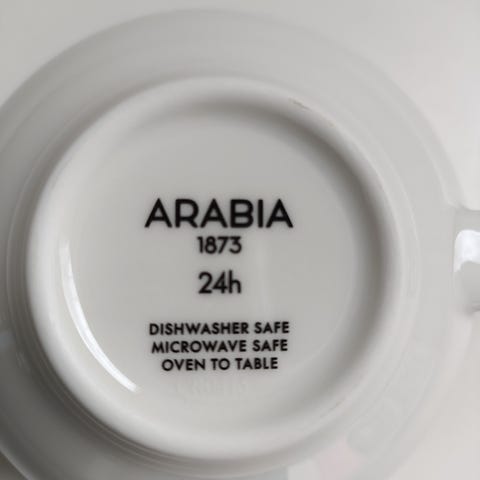 ARABIA
1873
24h
DISHWASHER SAFE
MICROWAVE SAFE
OVEN TO TABLE